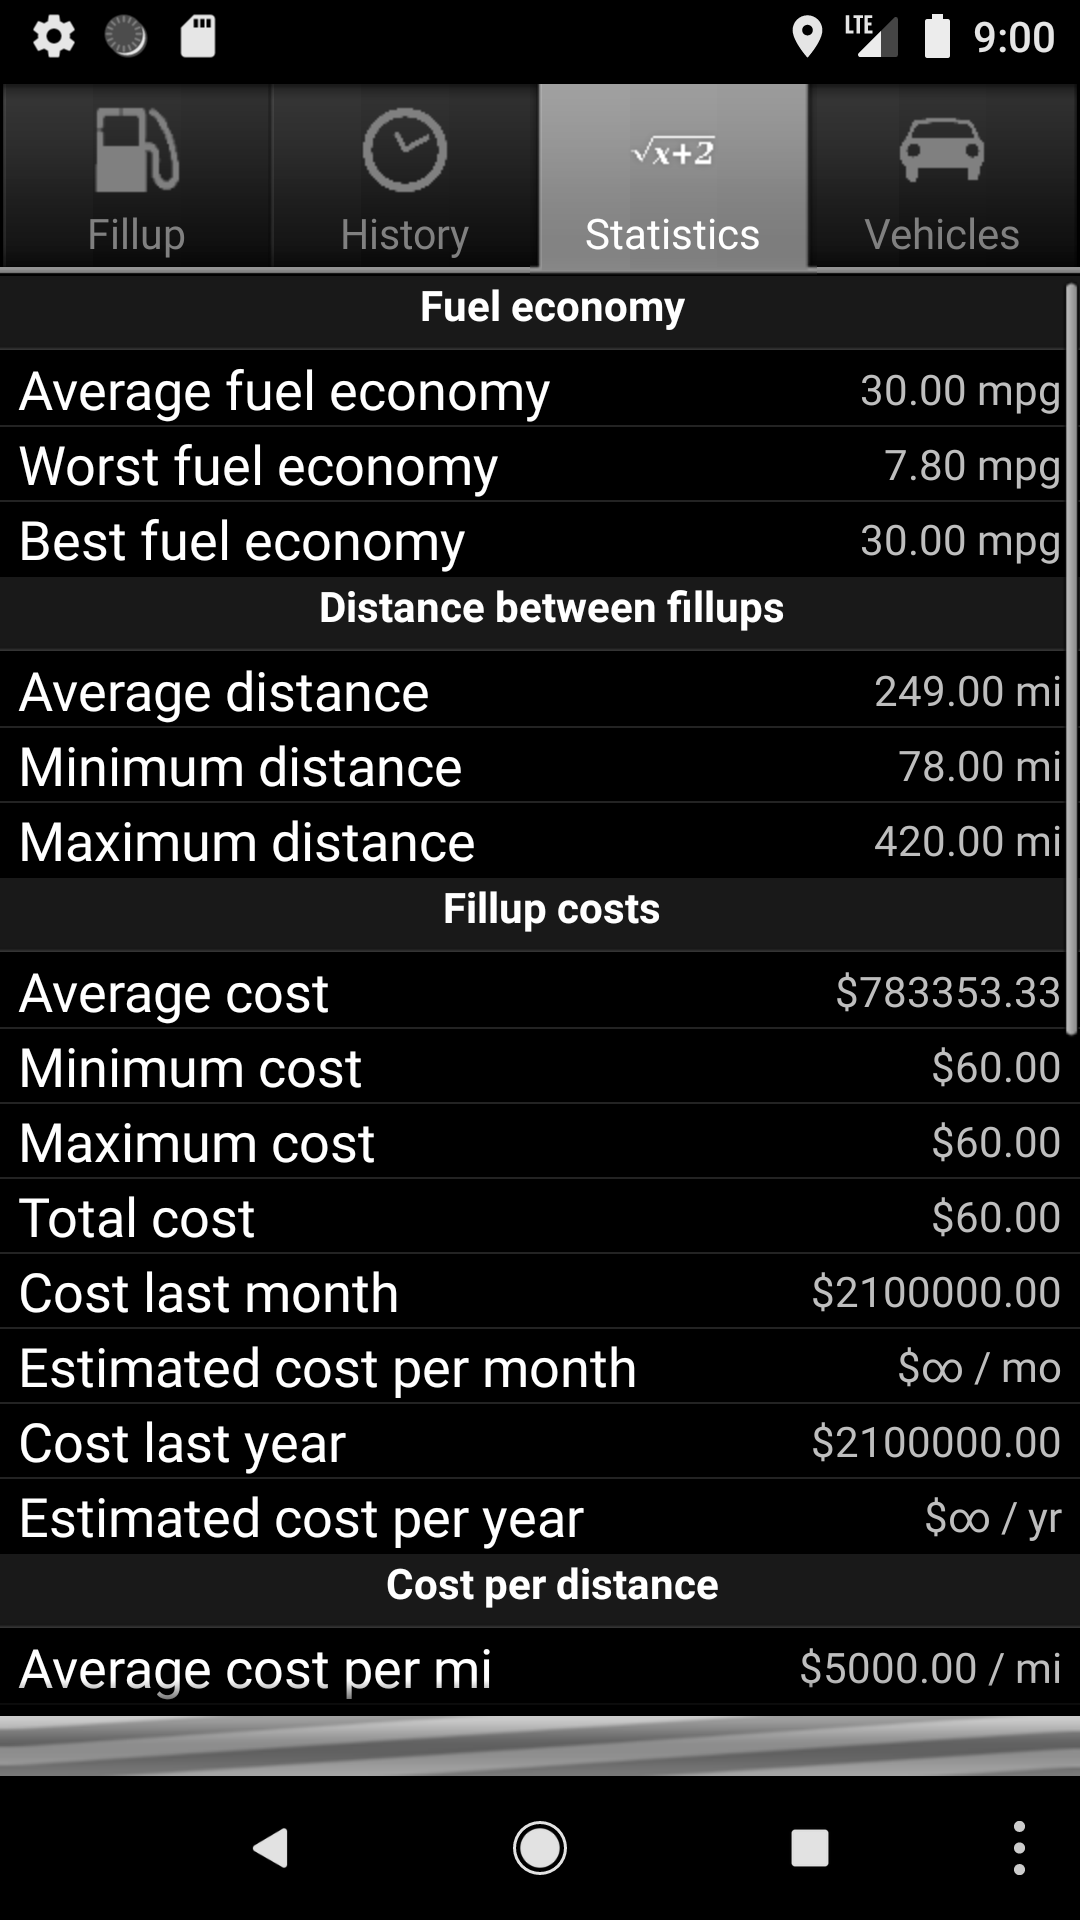 LTE 9:00
√x+2
Fillup History Statistics Vehicles
Fuel economy
Average fuel economy 30.00 mpg
Worst fuel economy 7.80 mpg
Best fuel economy 30.00 mpg
Distance between fillups
Average distance 249.00 mi
Minimum distance 78.00 mi
Maximum distance 420.00 mi
Fillup costs
Average cost $783353.33
Minimum cost $60.00
Maximum cost $60.00
Total cost $60.00
Cost last month $2100000.00
Estimated cost per month $∞ / mo
Cost last year $2100000.00
Estimated cost per year $∞ / yr
Cost per distance
Average cost per mi $5000.00 / mi